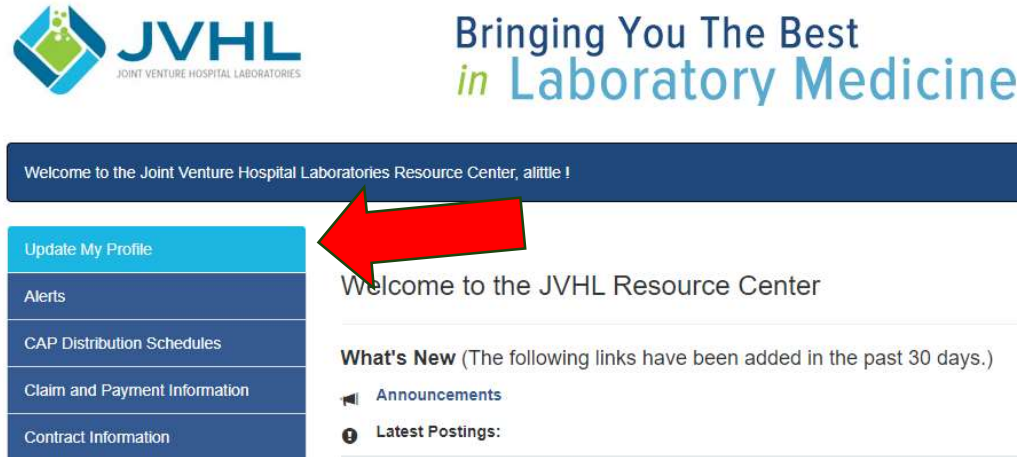 JVHL
JOINT VENTURE HOSPITAL LABORATORIES
Bringing You The Best
in Laboratory Medicine
Welcome to the Joint Venture Hospital Laboratories Resource Center, alittle !
Update My Profile
Alerts
CAP Distribution Schedules
Claim and Payment Information
Contract Information
Welcome to the JVHL Resource Center
What's New (The following links have been added in the past 30 days.)
Announcements
Latest Postings: